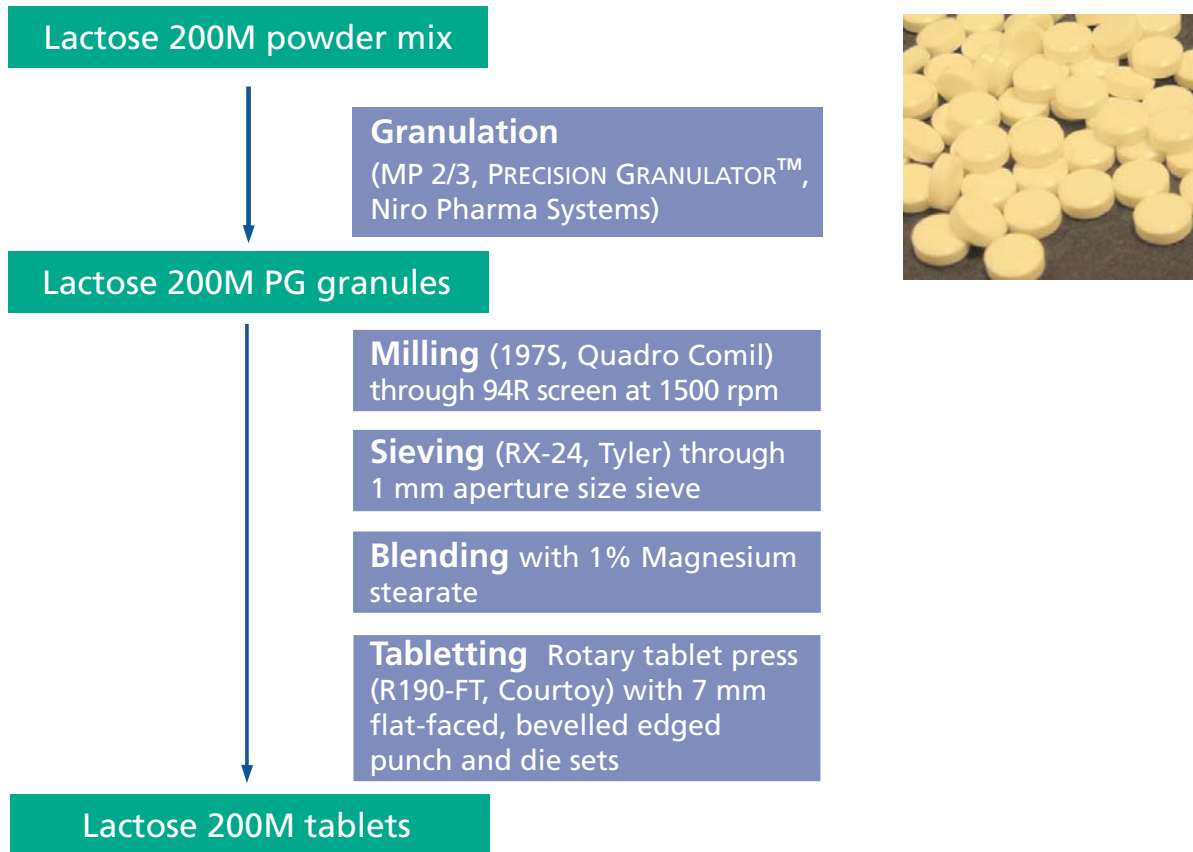 Lactose 200M powder mix
Granulation
(MP 2/3, PRECISION GRANULATOR™,
Niro Pharma Systems)
Lactose 200M PG granules
Milling (197S, Quadro Comil)
through 94R screen at 1500 rpm
Sieving (RX-24, Tyler) through
1 mm aperture size sieve
Blending with 1% Magnesium
stearate
Tabletting Rotary tablet press
(R190-FT, Courtoy) with 7 mm
flat-faced, bevelled edged
punch and die sets
Lactose 200M tablets